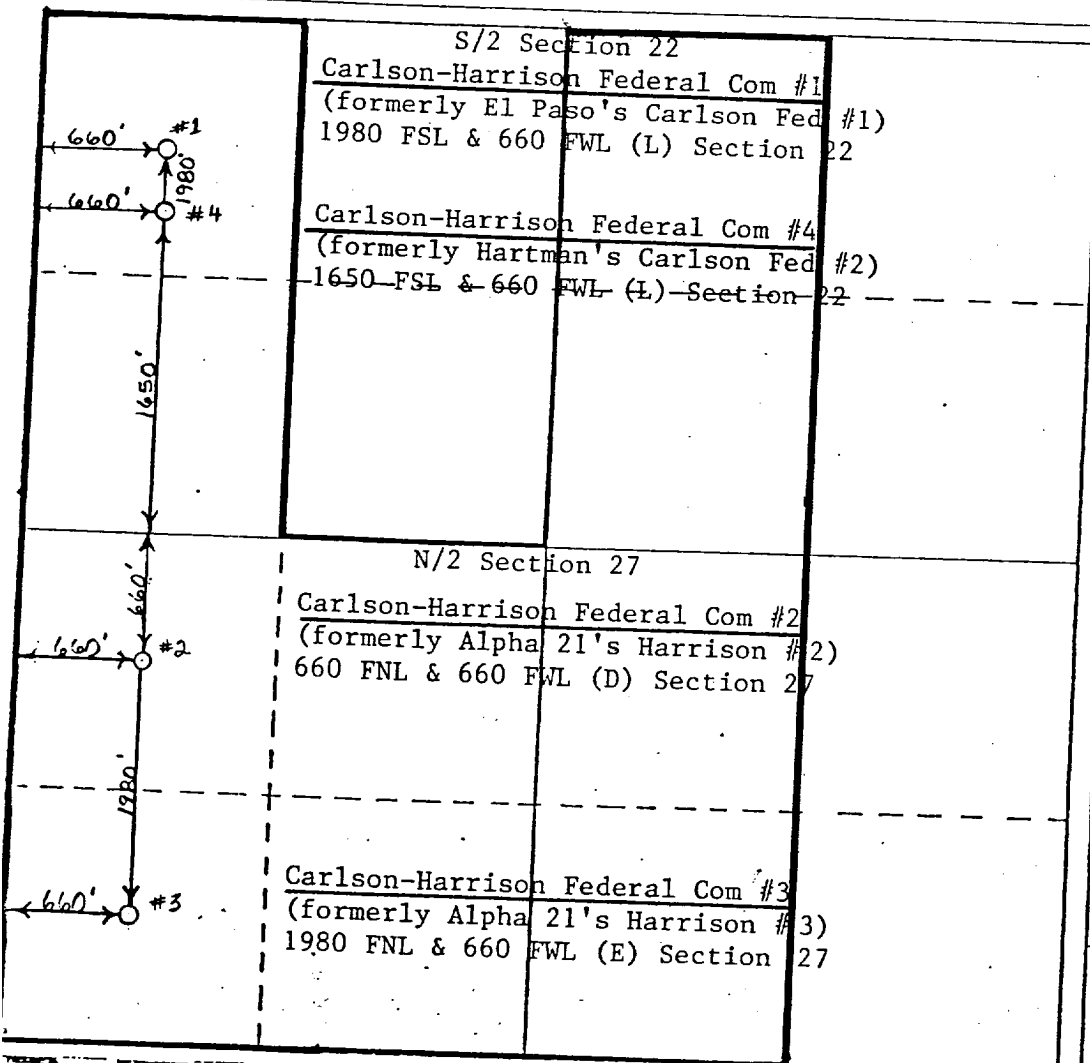 S/2 Section 22
Carlson-Harrison Federal Com #1
(formerly El Paso's Carlson Fed #1)
1980 FSL & 660 FWL (L) Section 22
660' #1
1980'
660' #4
Carlson-Harrison Federal Com #4
(formerly Hartman's Carlson Fed #2)
1650 FSL & 660 FWL (L) Section 22
1650'
N/2 Section 27
660'
Carlson-Harrison Federal Com #2
(formerly Alpha 21's Harrison #2)
660 FNL & 660 FWL (D) Section 27
660' #2
1980'
Carlson-Harrison Federal Com #3
(formerly Alpha 21's Harrison #3)
1980 FNL & 660 FWL (E) Section 27
660' #3